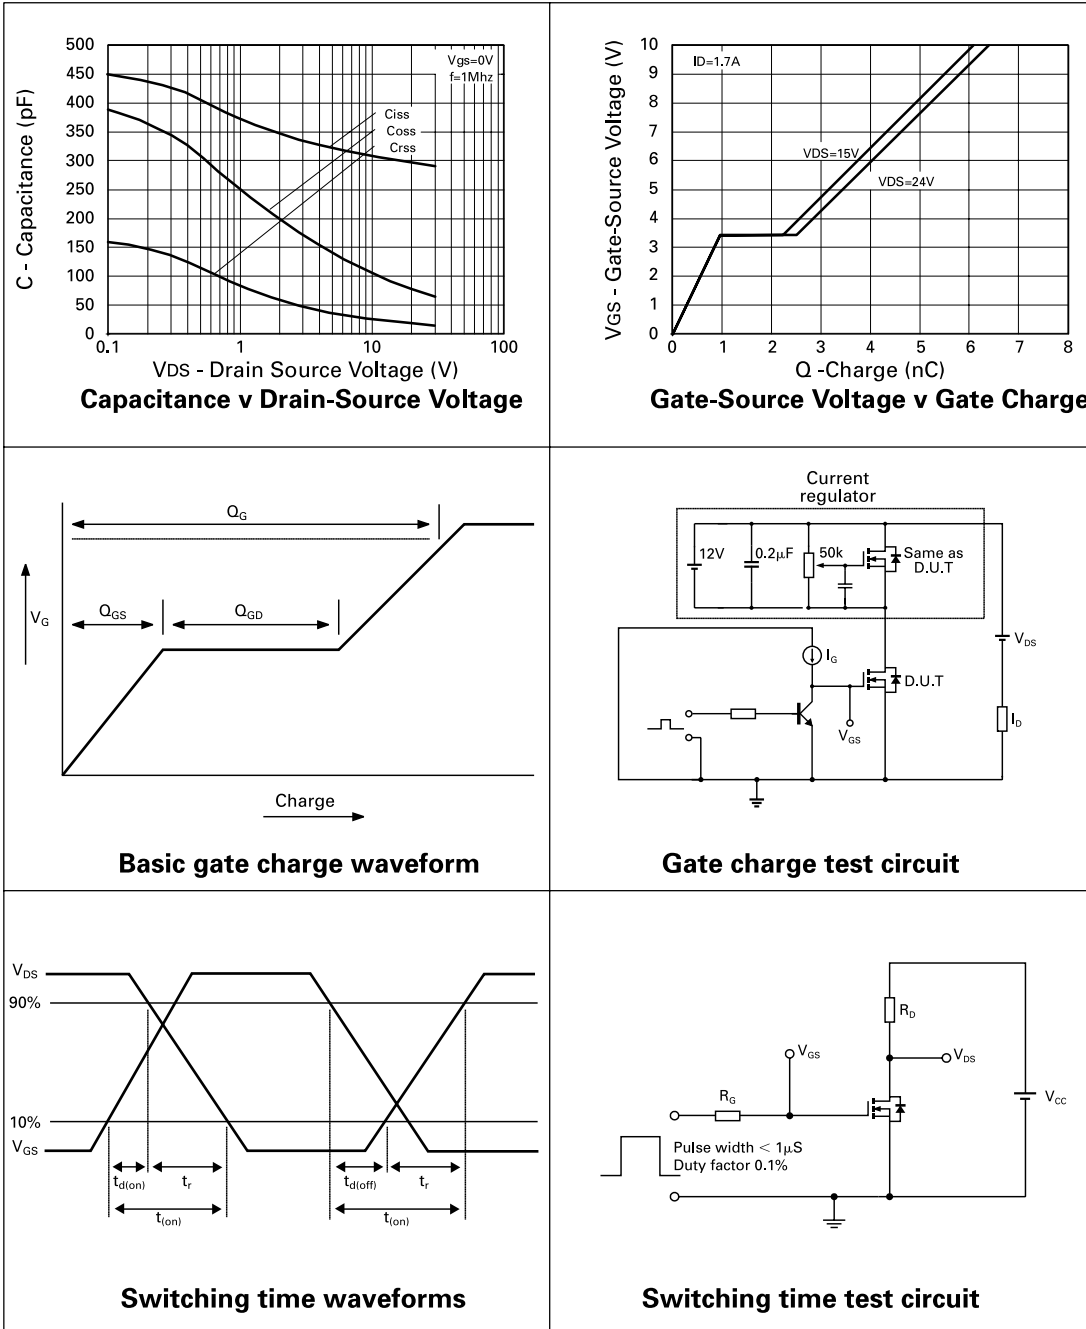 500
450
400
350
300
250
200
150
100
50
0
0.1
1
10
100
C - Capacitance (pF)
Vgs=0V
f=1Mhz
Ciss
Coss
Crss
VDS - Drain Source Voltage (V)
Capacitance v Drain-Source Voltage
10
9
8
7
6
5
4
3
2
1
0
0
1
2
3
4
5
6
7
8
VGS - Gate-Source Voltage (V)
ID=1.7A
VDS=15V
VDS=24V
Q -Charge (nC)
Gate-Source Voltage v Gate Charge
QG
QGS
QGD
VG
Charge
Basic gate charge waveform
Current
regulator
12V
0.2µF
50k
Same as
D.U.T
IG
VDS
D.U.T
ID
VGS
Gate charge test circuit
VDS
90%
10%
VGS
td(on)
tr
t(on)
td(off)
tr
t(on)
Switching time waveforms
RD
VGS
VDS
RG
VCC
Pulse width < 1µS
Duty factor 0.1%
Switching time test circuit